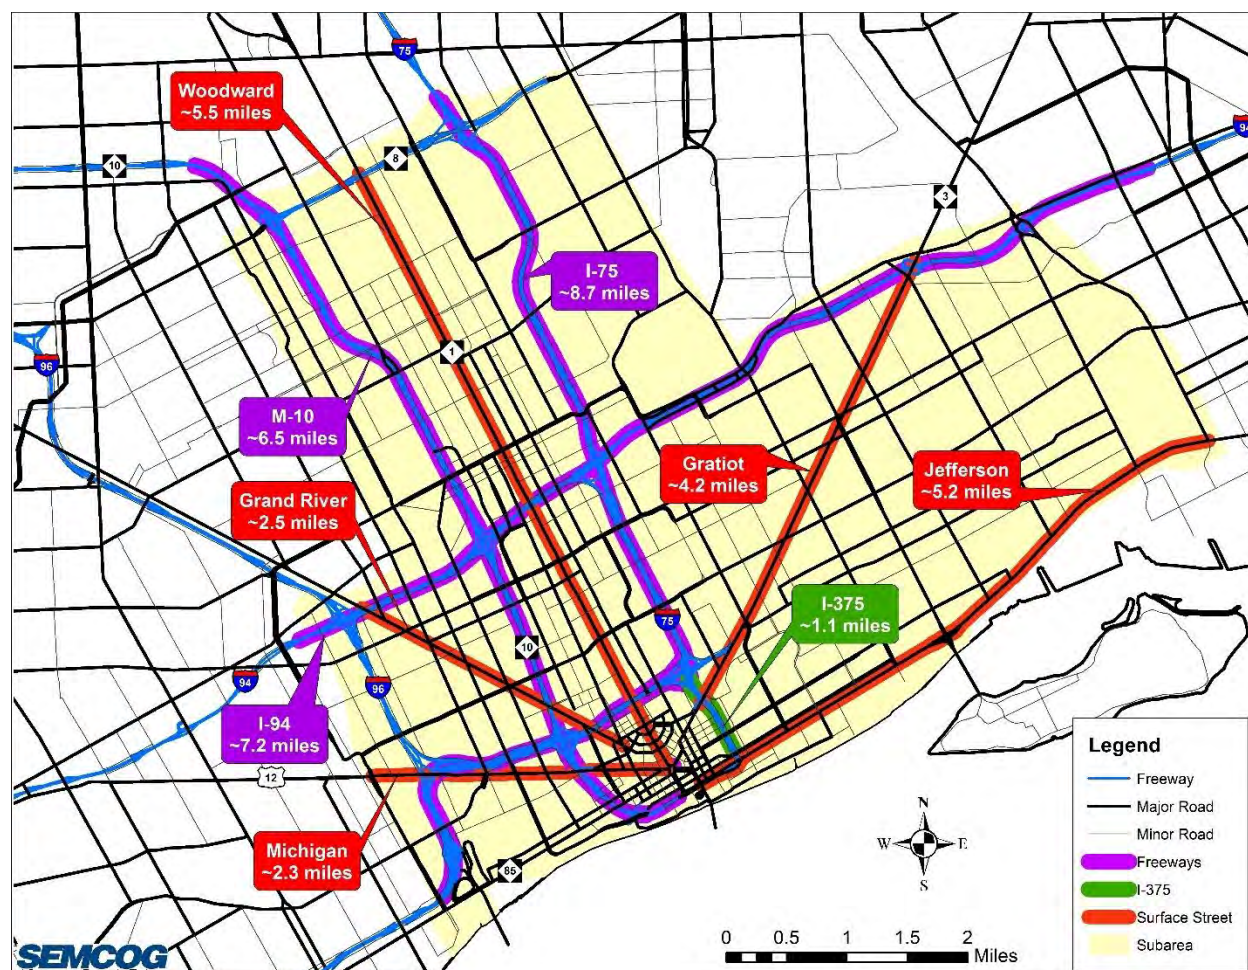 75
Woodward
~5.5 miles
10
8
94
3
I-75
~8.7 miles
1
96
M-10
~6.5 miles
Grand River
~2.5 miles
Gratiot
~4.2 miles
Jefferson
~5.2 miles
I-375
~1.1 miles
75
10
94
96
I-94
~7.2 miles
12
Michigan
~2.3 miles
85
N
W
E
S
Legend
Freeway
Major Road
Minor Road
Freeways
I-375
Surface Street
Subarea
0 0.5 1 1.5 2
Miles
SEMCOG